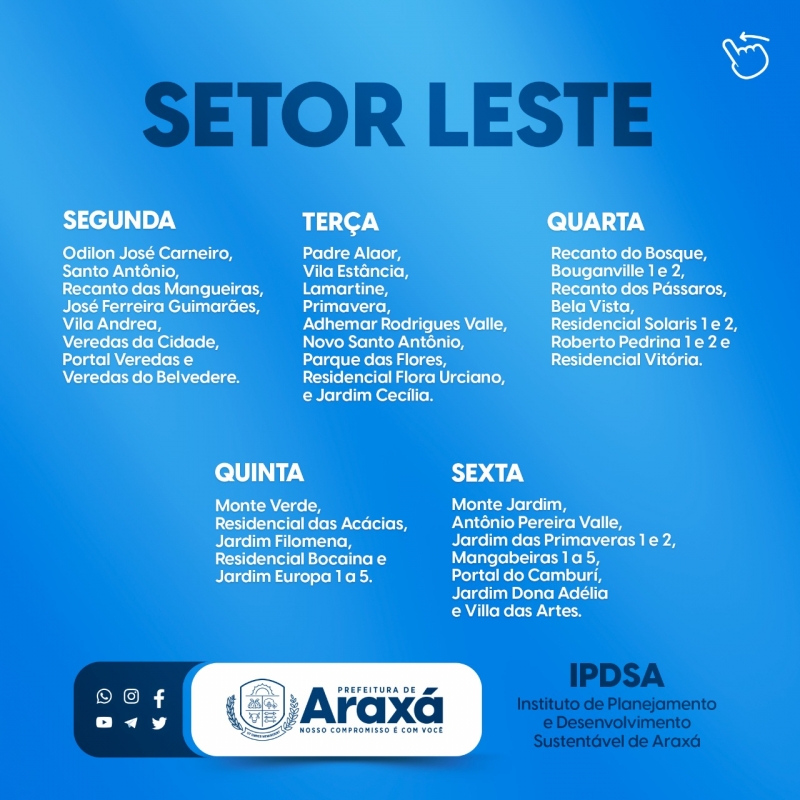 SETOR LESTE
SEGUNDA
Odilon José Carneiro,
Santo Antônio,
Recanto das Mangueiras,
José Ferreira Guimarães,
Vila Andrea,
Veredas da Cidade,
Portal Veredas e
Veredas do Belvedere.
TERÇA
Padre Alaor,
Vila Estância,
Lamartine,
Primavera,
Adhemar Rodrigues Valle,
Novo Santo Antônio,
Parque das Flores,
Residencial Flora Urciano,
e Jardim Cecília.
QUARTA
Recanto do Bosque,
Bouganville 1 e 2,
Recanto dos Pássaros,
Bela Vista,
Residencial Solaris 1 e 2,
Roberto Pedrina 1 e 2 e
Residencial Vitória.
QUINTA
Monte Verde,
Residencial das Acácias,
Jardim Filomena,
Residencial Bocaina e
Jardim Europa 1 a 5.
SEXTA
Monte Jardim,
Antônio Pereira Valle,
Jardim das Primaveras 1 e 2,
Mangabeiras 1 a 5,
Portal do Camburí,
Jardim Dona Adélia
e Villa das Artes.
PREFEITURA DE
Araxá
NOSSO COMPROMISSO É COM VOCÊ
IPDSA
Instituto de Planejamento
e Desenvolvimento
Sustentável de Araxá